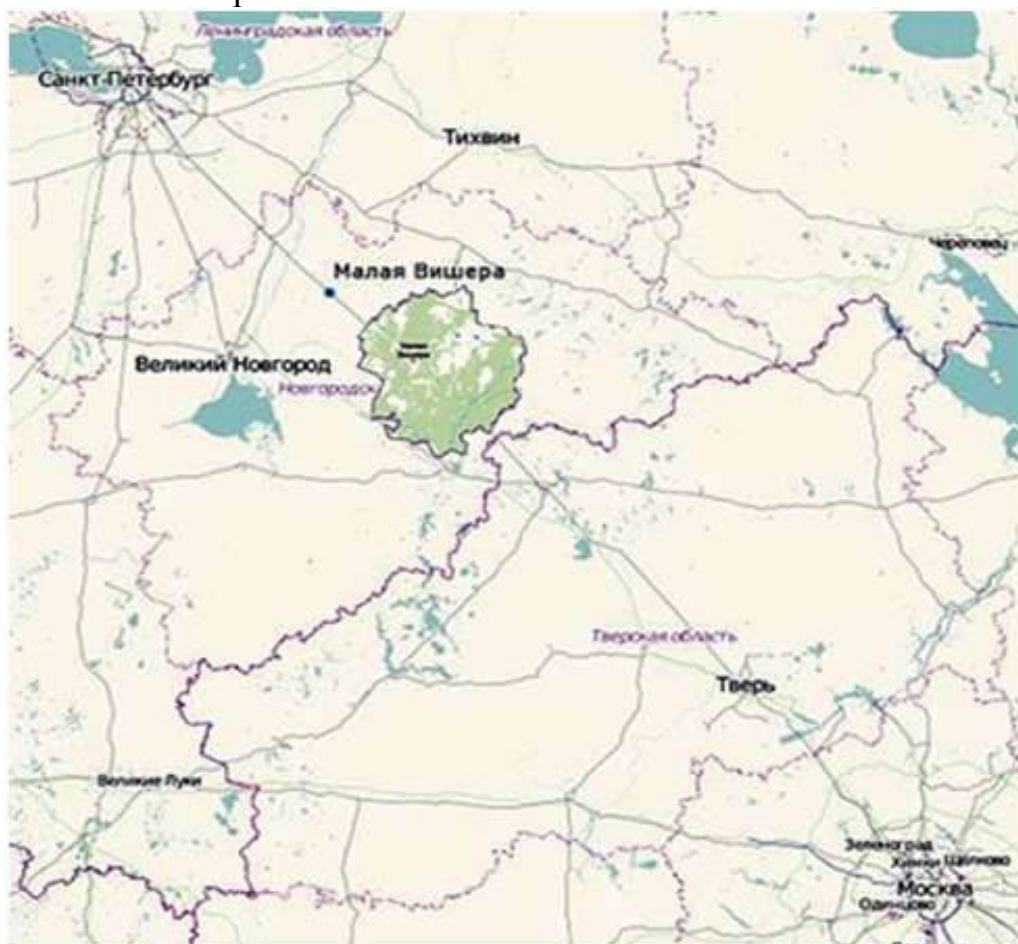 Ленинградская область
Санкт-Петербург
Тихвин
Череповец
Малая Вишера
Великий Новгород
Новгородск
Тверская область
Тверь
Великие Луки
Зеленоград
Химки
Щёлково
Москва
Одинцово